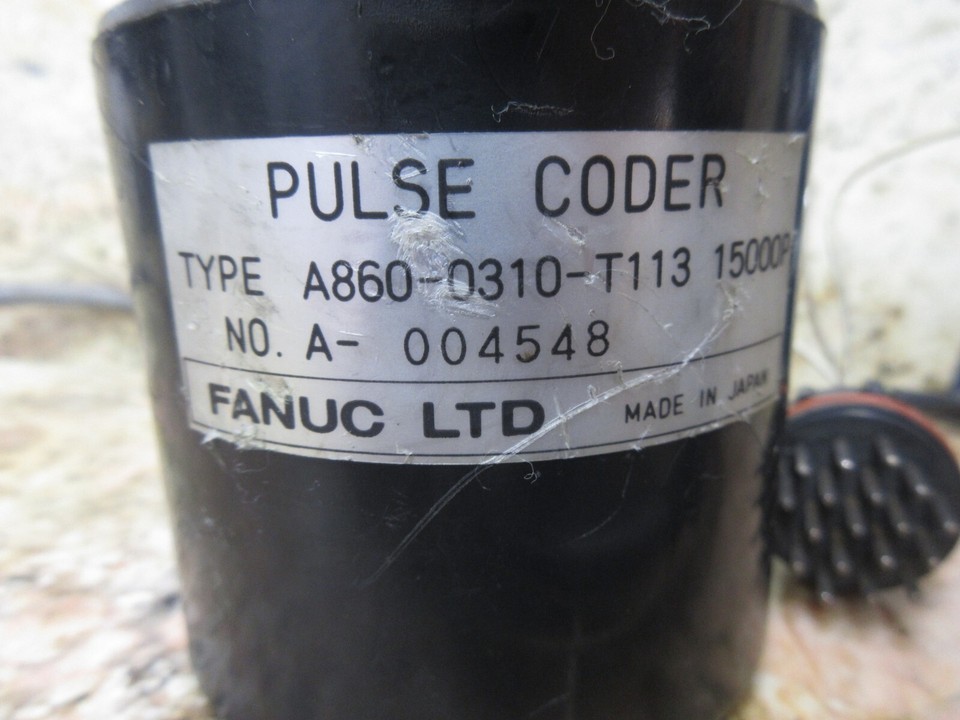 PULSE CODER
TYPE A860-0310-T113 15000P
NO. A- 004548
FANUC LTD MADE IN JAPAN